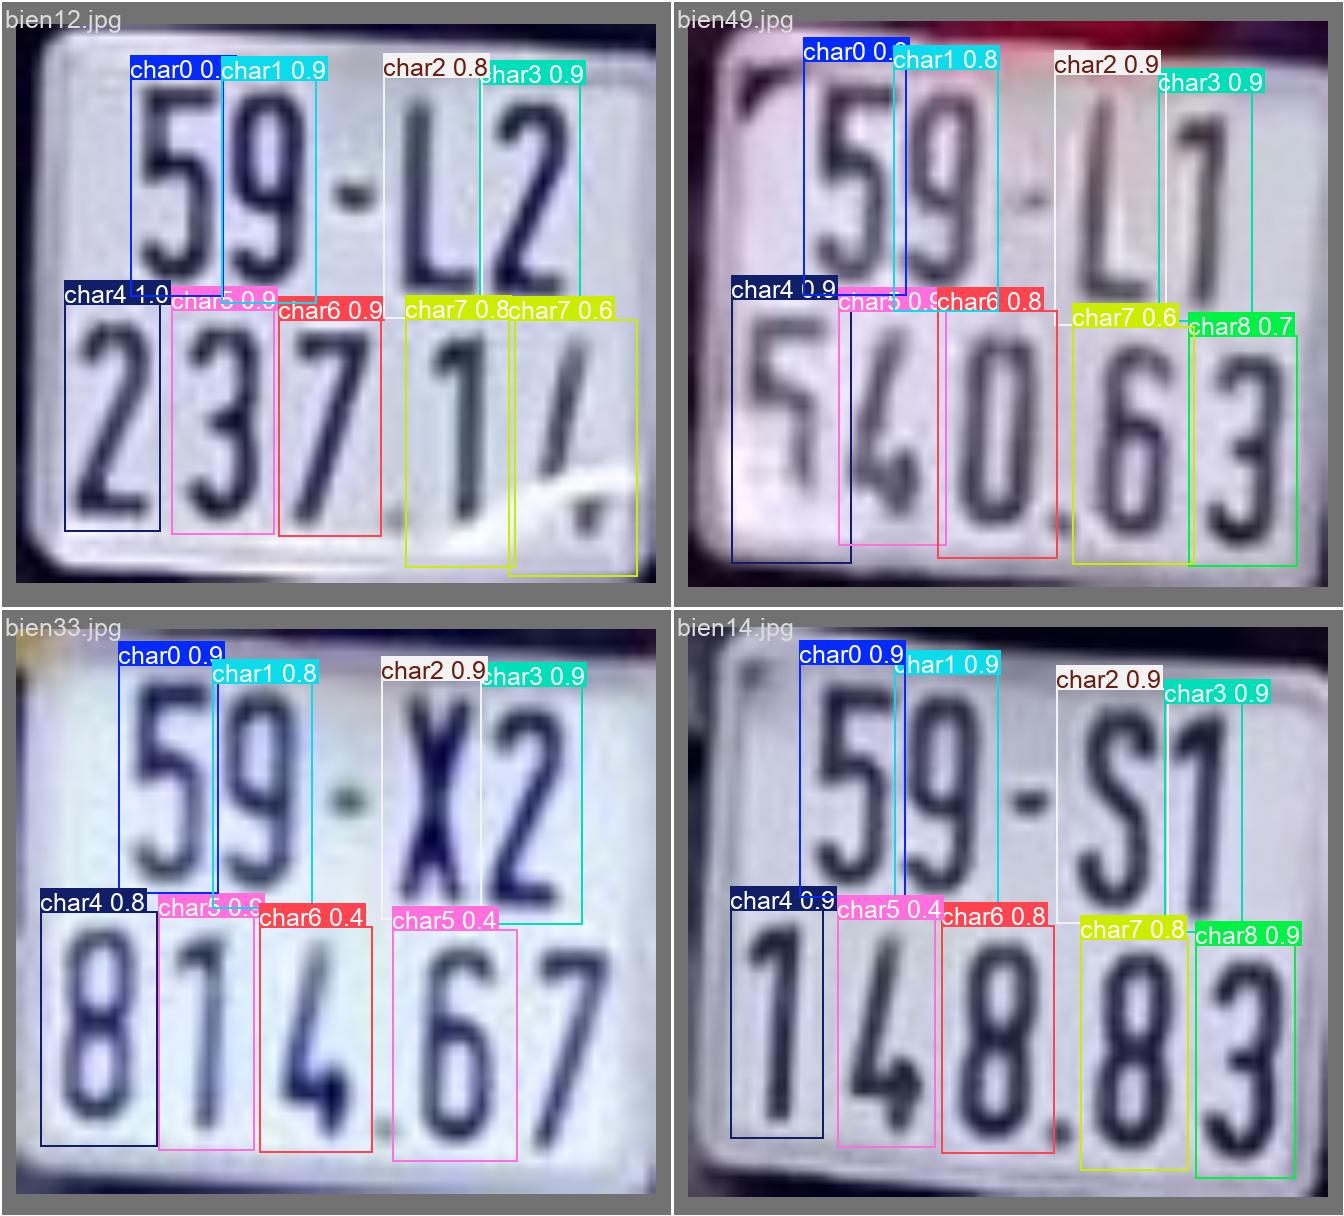 bien12.jpg
char0 0. char1 0.9 char2 0.8 char3 0.9
59-L2
char4 1.0 char5 0.9 char6 0.9 char7 0.8 char7 0.6
237.1
bien49.jpg
char0 0.9 char1 0.8 char2 0.9 char3 0.9
59-L1
char4 0.9 char5 0.9 char6 0.8 char7 0.6 char8 0.7
540.63
bien33.jpg
char0 0.9 char1 0.8 char2 0.9 char3 0.9
59-X2
char4 0.8 char5 0.9 char6 0.4 char5 0.4
814.67
bien14.jpg
char0 0.9 char1 0.9 char2 0.9 char3 0.9
59-S1
char4 0.9 char5 0.4 char6 0.8 char7 0.8 char8 0.9
148.83